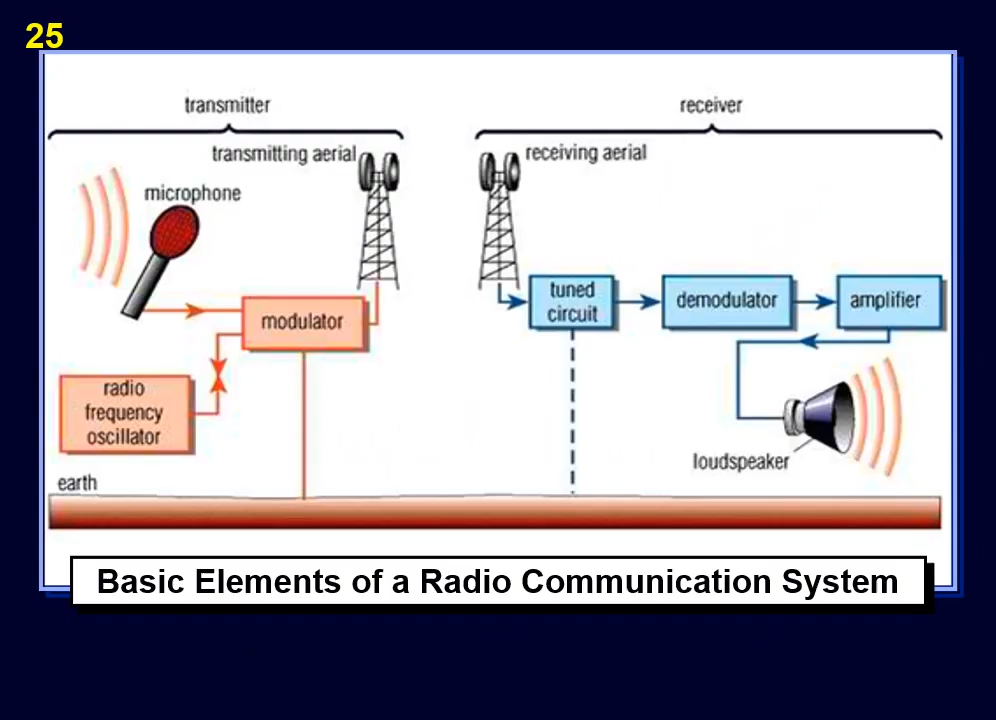 25
transmitter
receiver
transmitting aerial
receiving aerial
microphone
modulator
tuned
circuit
demodulator
amplifier
radio
frequency
oscillator
loudspeaker
earth
Basic Elements of a Radio Communication System